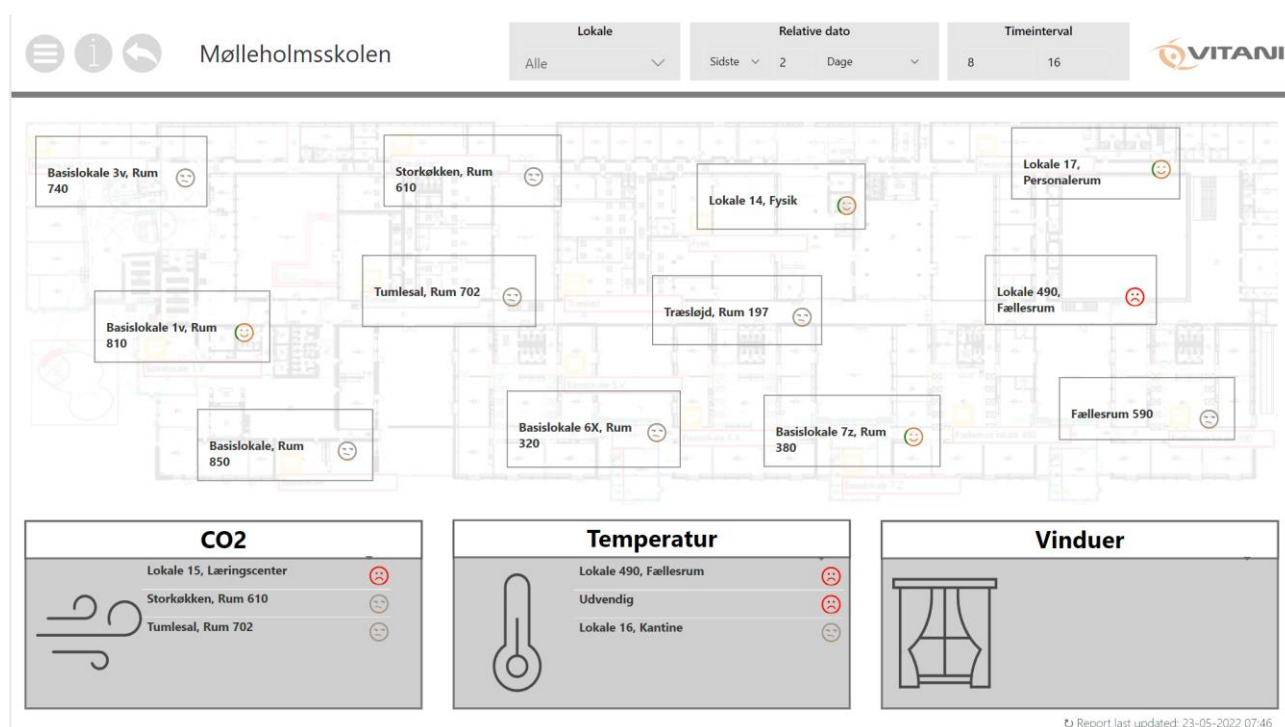 Mølleholmsskolen
Lokale
Alle
Relative dato
Sidste 2 Dage
Timeinterval
8 16
VITANI
Basislokale 3v, Rum
740
Storkøkken, Rum
610
Lokale 14, Fysik
Lokale 17,
Personalerum
Tumlesal, Rum 702
Træsløjd, Rum 197
Lokale 490,
Fællesrum
Basislokale 1v, Rum
810
Basislokale, Rum
850
Basislokale 6X, Rum
320
Basislokale 7z, Rum
380
Fællesrum 590
CO2
Lokale 15, Læringscenter
Storkøkken, Rum 610
Tumlesal, Rum 702
Temperatur
Lokale 490, Fællesrum
Udvendig
Lokale 16, Kantine
Vinduer
Report last updated: 23-05-2022 07:46